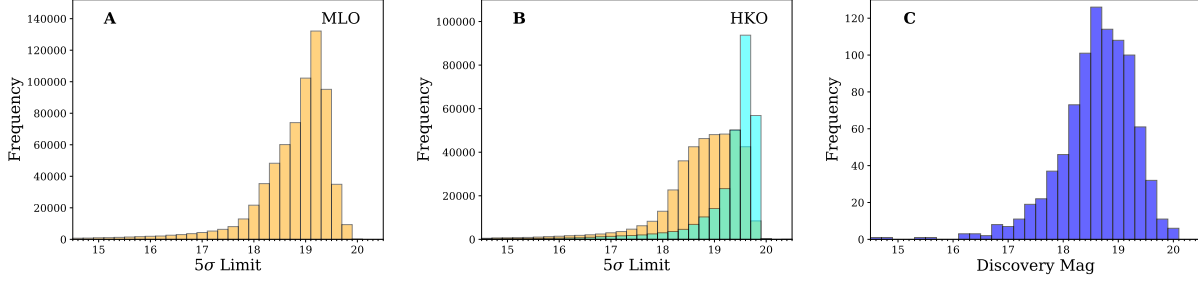 A
MLO
Frequency
140000
120000
100000
80000
60000
40000
20000
0
15 16 17 18 19 20
5σ Limit
B
HKO
Frequency
100000
80000
60000
40000
20000
0
15 16 17 18 19 20
5σ Limit
C
Frequency
120
100
80
60
40
20
0
15 16 17 18 19 20
Discovery Mag